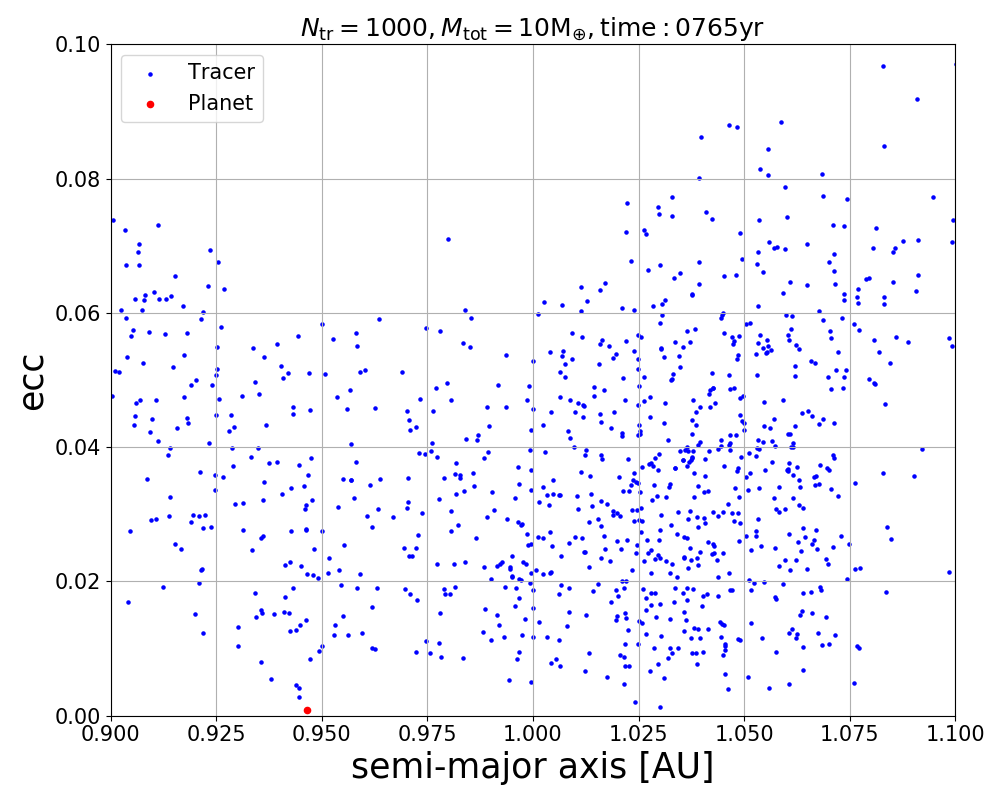 N_tr = 1000, M_tot = 10M_⊕, time : 0765yr
Tracer
Planet
ecc
0.10
0.08
0.06
0.04
0.02
0.00
0.900 0.925 0.950 0.975 1.000 1.025 1.050 1.075 1.100
semi-major axis [AU]